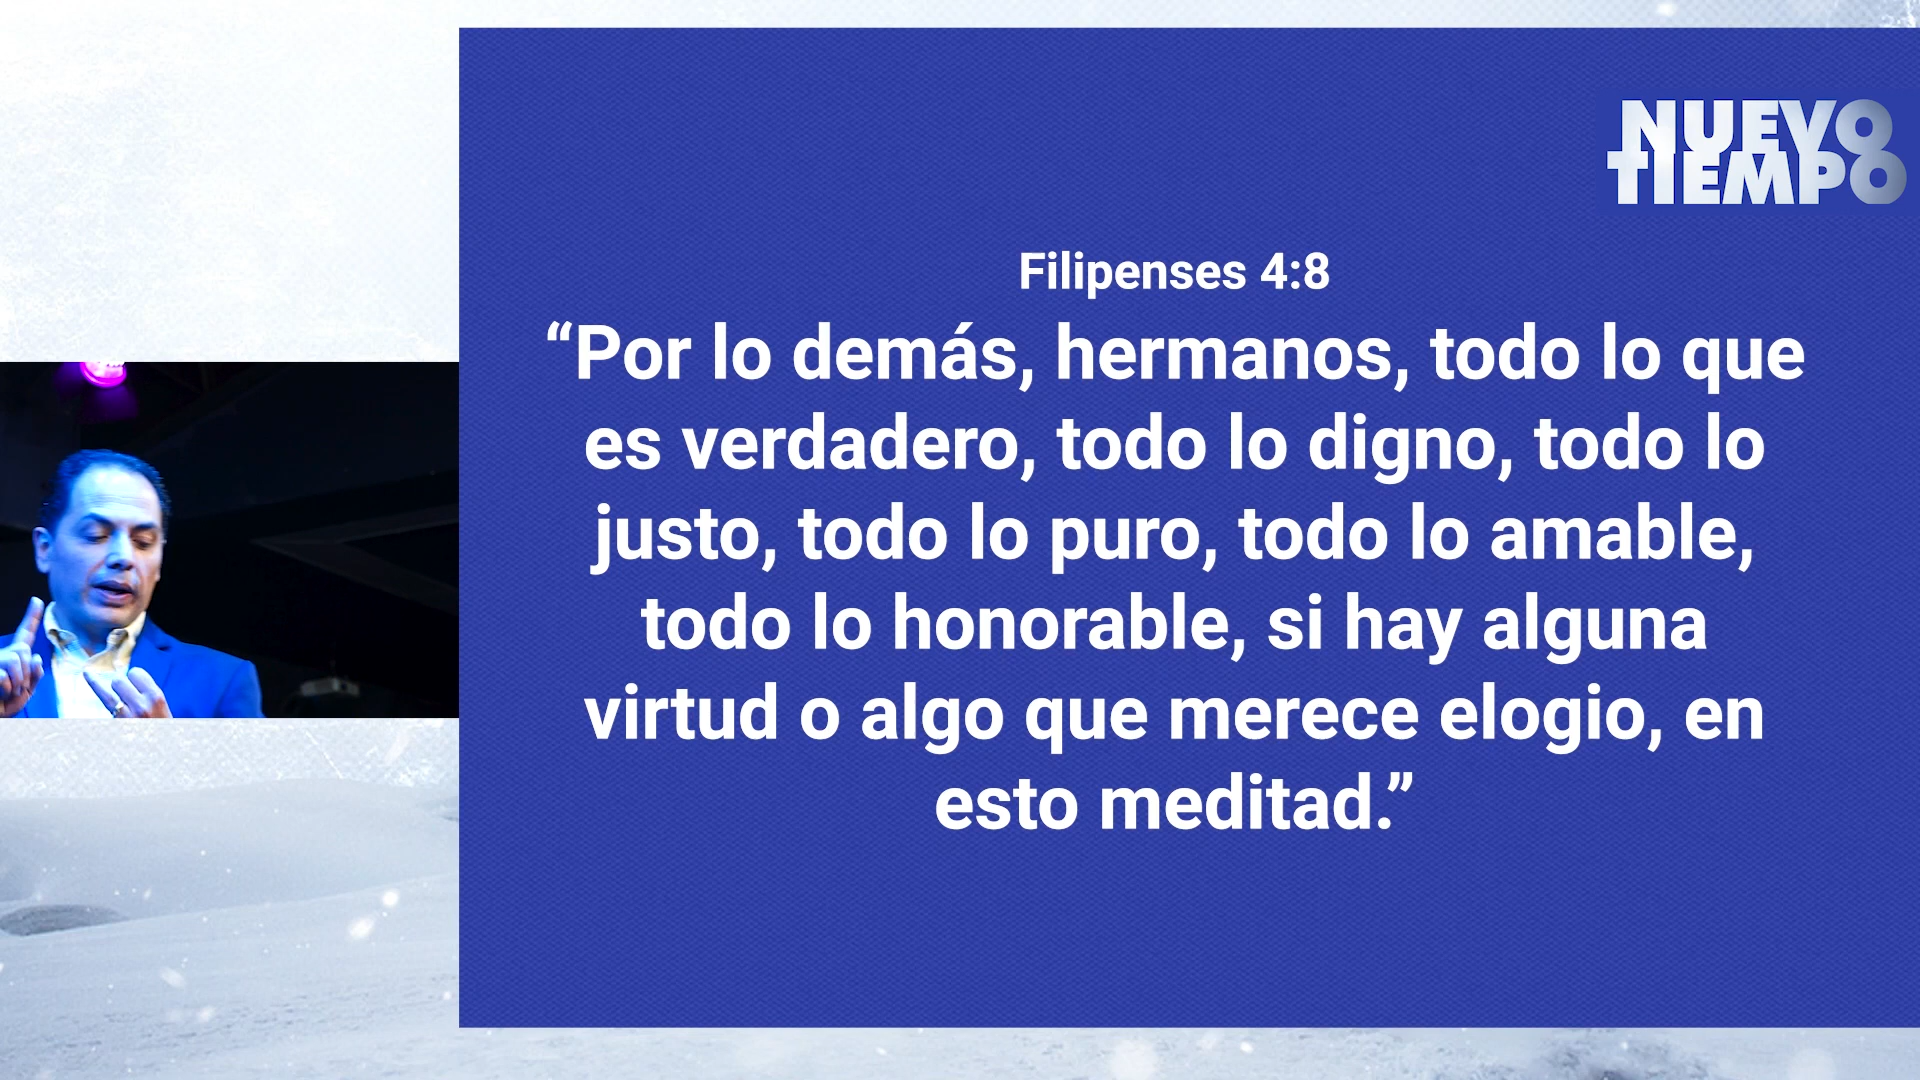 NUEVO
TIEMPO
Filipenses 4:8
“Por lo demás, hermanos, todo lo que
es verdadero, todo lo digno, todo lo
justo, todo lo puro, todo lo amable,
todo lo honorable, si hay alguna
virtud o algo que merece elogio, en
esto meditad.”